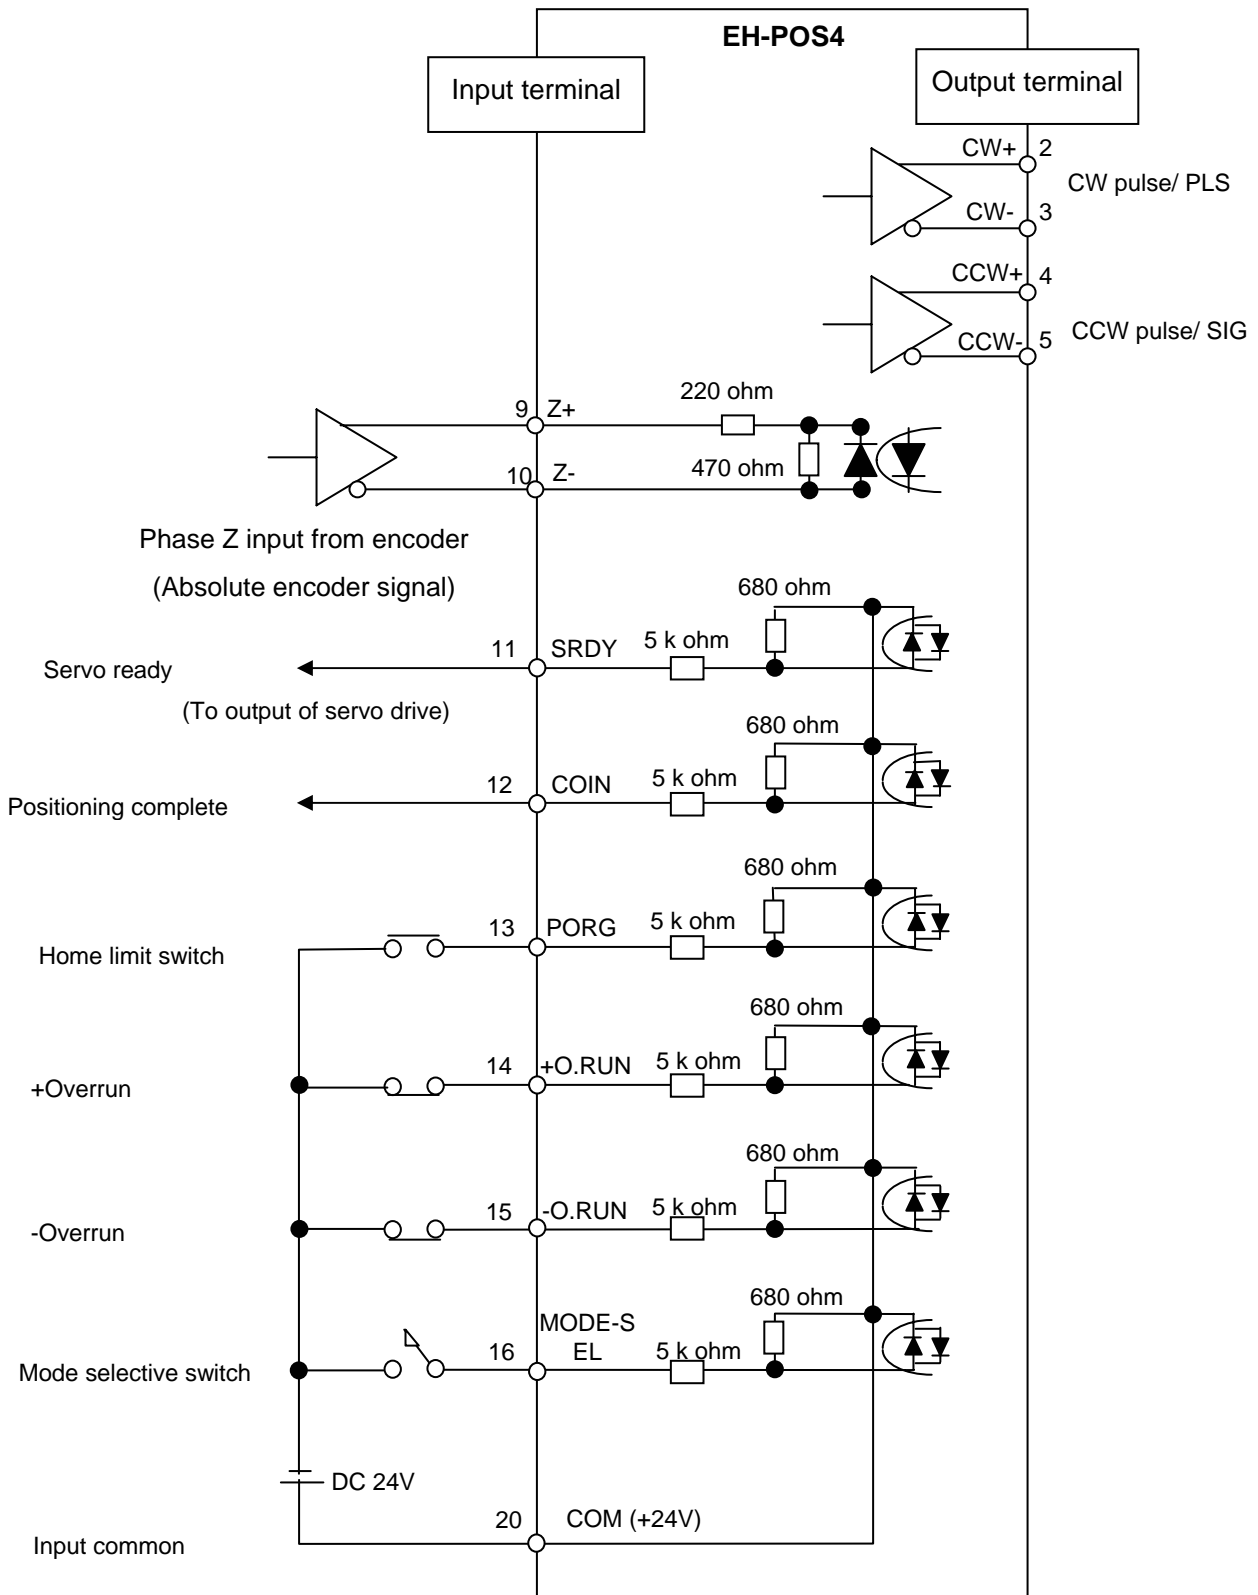 EH-POS4
Input terminal
Output terminal
CW+ 2
CW pulse/ PLS
CW- 3
CCW+ 4
CCW pulse/ SIG
CCW- 5
220 ohm
9 Z+
470 ohm
10 Z-
Phase Z input from encoder
(Absolute encoder signal)
680 ohm
11 SRDY 5 k ohm
Servo ready
(To output of servo drive)
680 ohm
12 COIN 5 k ohm
Positioning complete
680 ohm
13 PORG 5 k ohm
Home limit switch
680 ohm
14 +O.RUN 5 k ohm
+Overrun
680 ohm
15 -O.RUN 5 k ohm
-Overrun
680 ohm
MODE-S
16 EL 5 k ohm
Mode selective switch
DC 24V
20 COM (+24V)
Input common